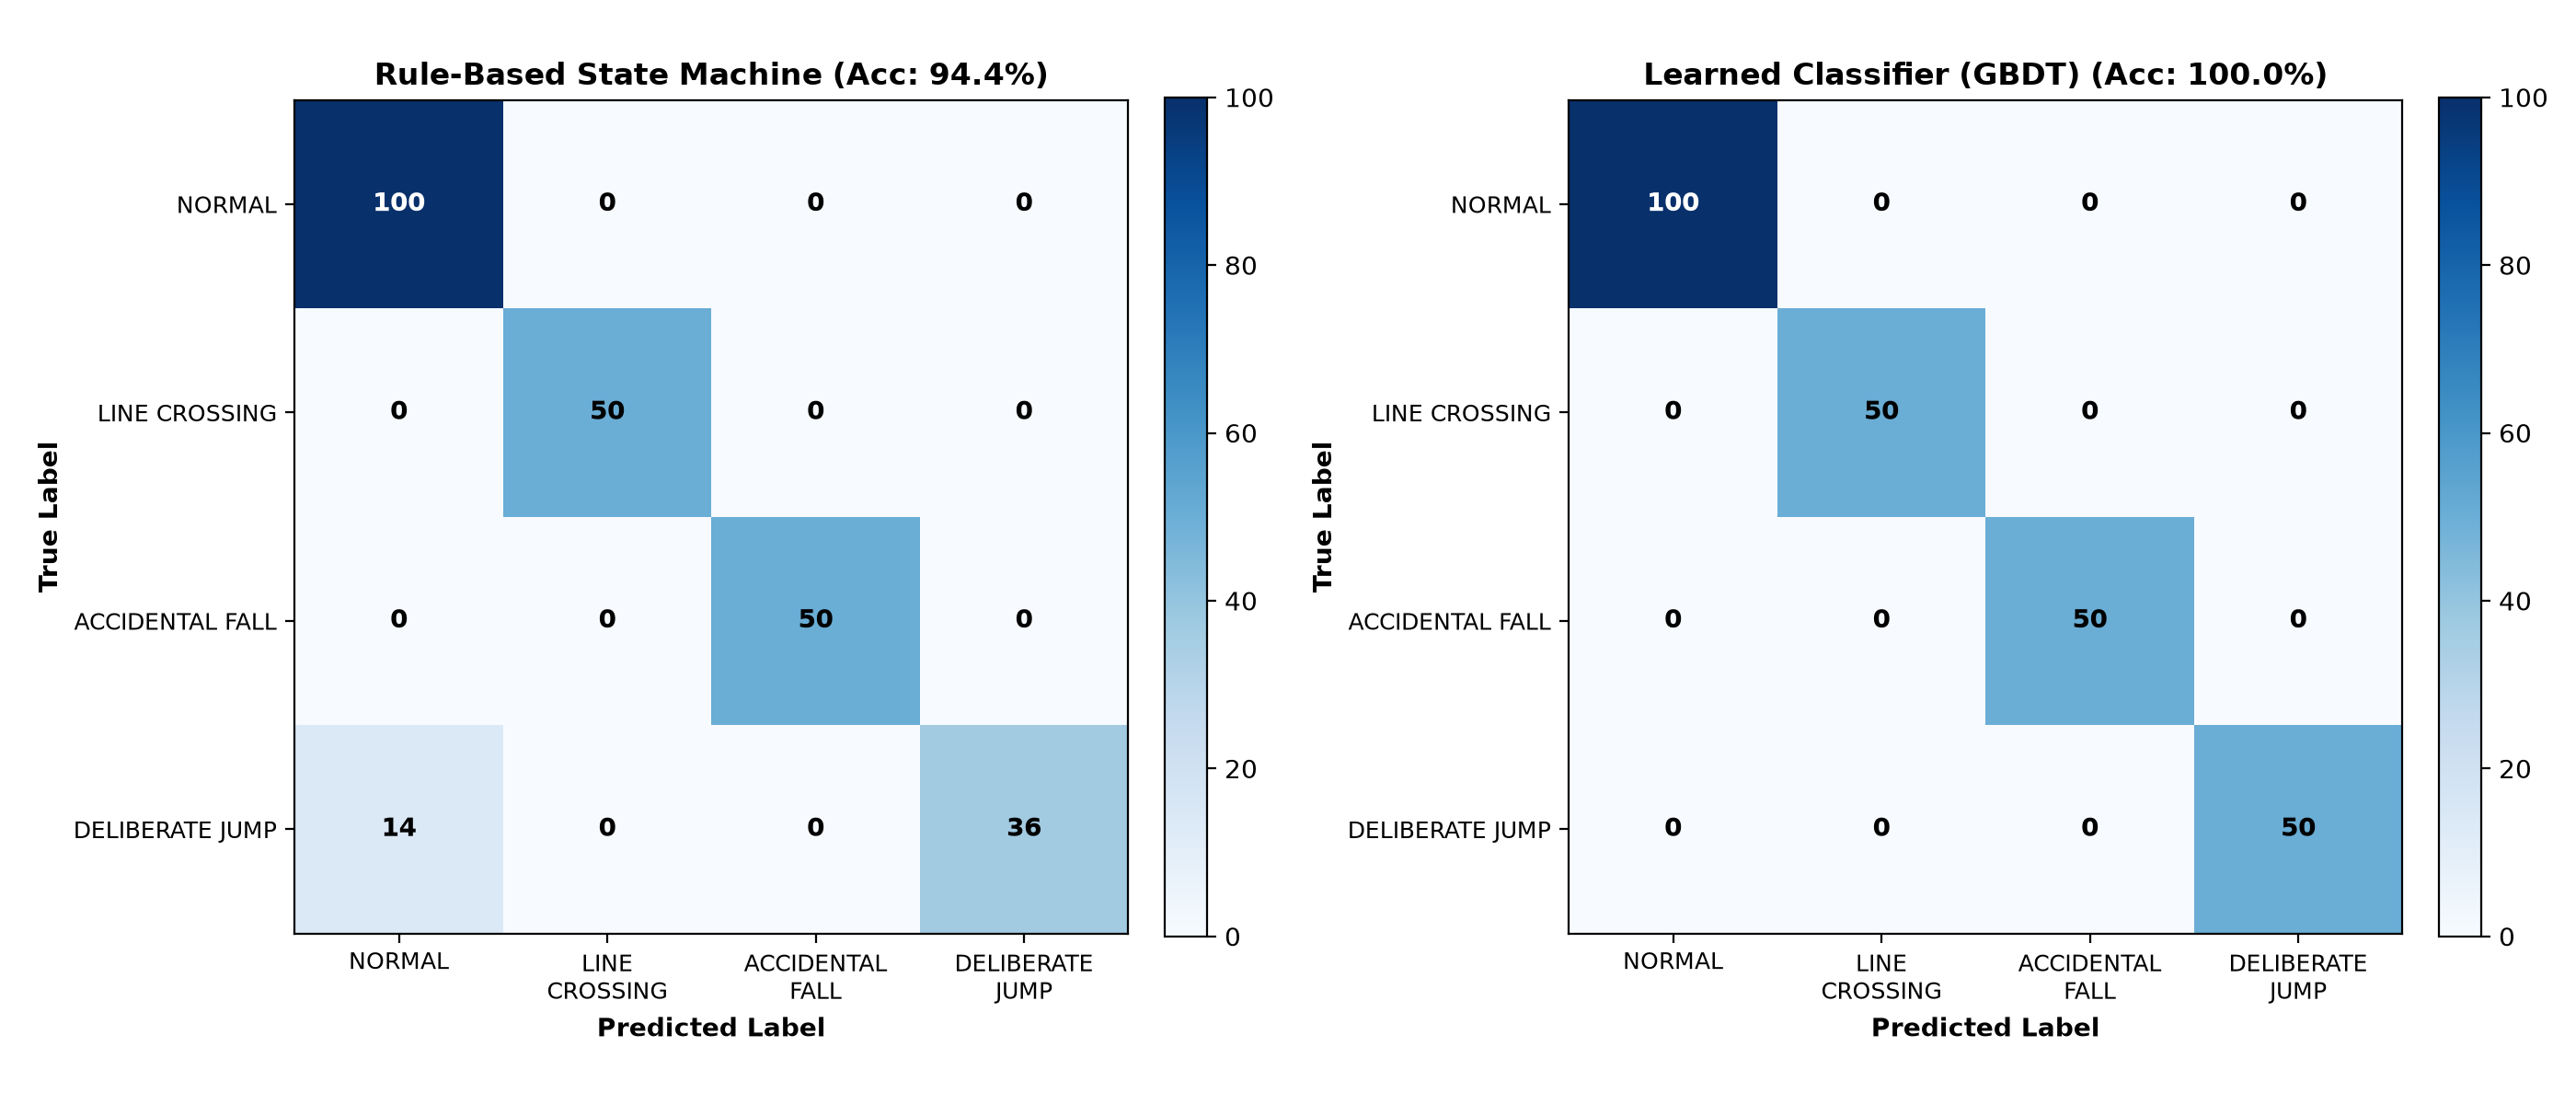 Rule-Based State Machine (Acc: 94.4%)
True Label
NORMAL
LINE CROSSING
ACCIDENTAL FALL
DELIBERATE JUMP
100 0 0 0
0 50 0 0
0 0 50 0
14 0 0 36
NORMAL
LINE
CROSSING
ACCIDENTAL
FALL
DELIBERATE
JUMP
Predicted Label
100
80
60
40
20
0
Learned Classifier (GBDT) (Acc: 100.0%)
True Label
NORMAL
LINE CROSSING
ACCIDENTAL FALL
DELIBERATE JUMP
100 0 0 0
0 50 0 0
0 0 50 0
0 0 0 50
NORMAL
LINE
CROSSING
ACCIDENTAL
FALL
DELIBERATE
JUMP
Predicted Label
100
80
60
40
20
0